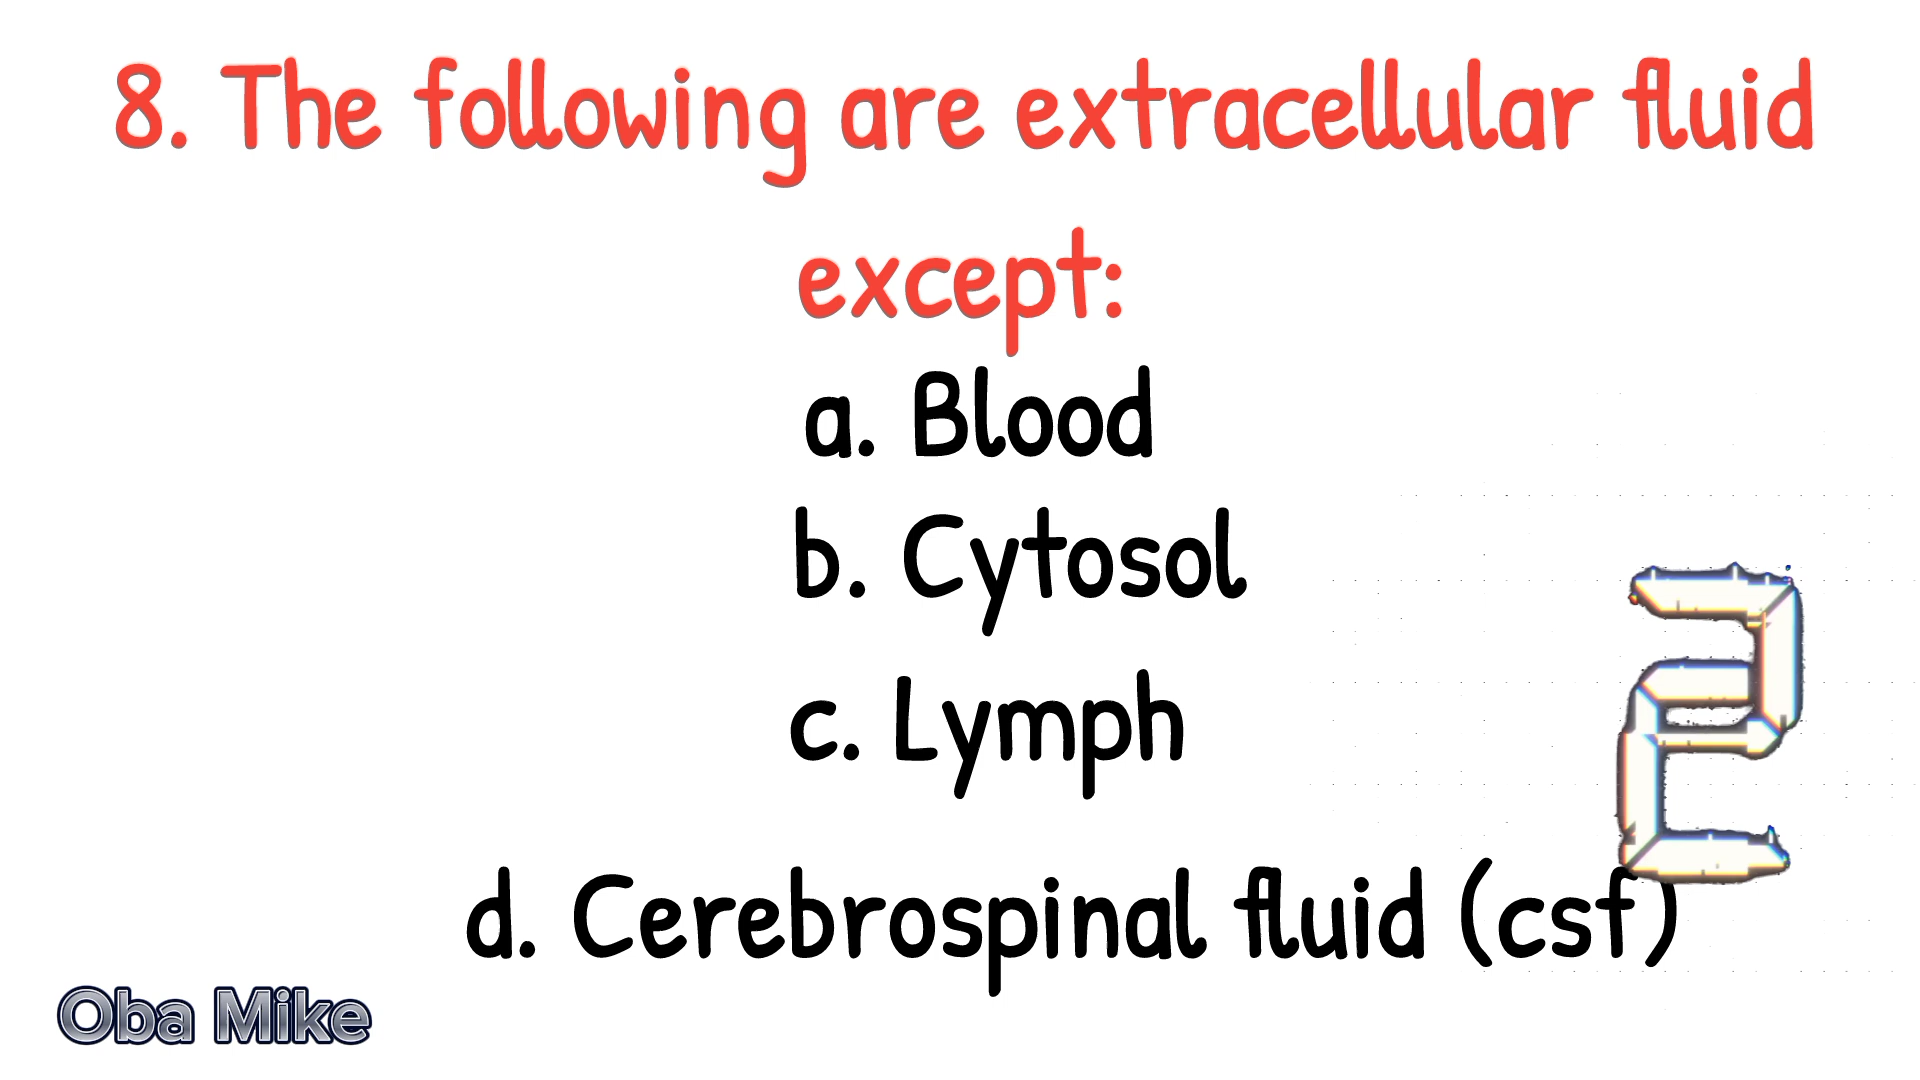 8. The following are extracellular fluid
except:
a. Blood
b. Cytosol
c. Lymph
2
d. Cerebrospinal fluid (csf)
Oba Mike